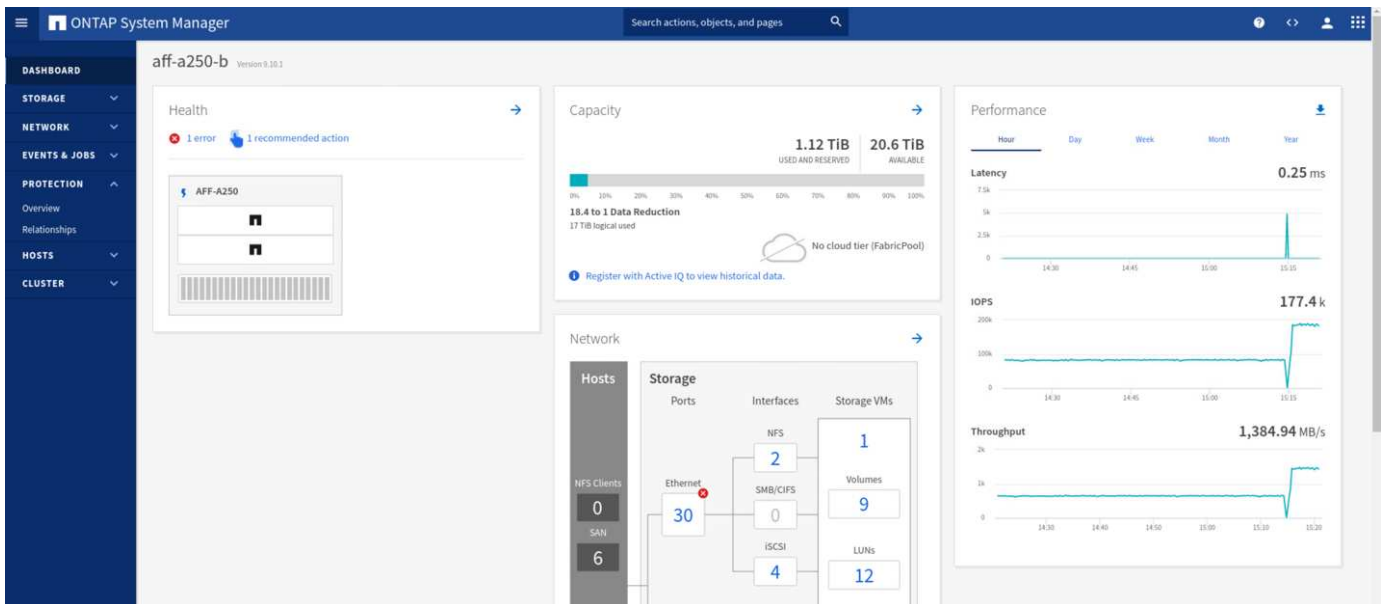 ONTAP System Manager
Search actions, objects, and pages
DASHBOARD
STORAGE
NETWORK
EVENTS & JOBS
PROTECTION
Overview
Relationships
HOSTS
CLUSTER
aff-a250-b Version 9.10.1
Health
1 error 1 recommended action
AFF-A250
Capacity
1.12 TiB 20.6 TiB
USED AND RESERVED AVAILABLE
0% 10% 20% 30% 40% 50% 60% 70% 80% 90% 100%
18.4 to 1 Data Reduction
17 TiB logical used
No cloud tier (FabricPool)
Register with Active IQ to view historical data.
Network
Hosts
NFS Clients
0
SAN
6
Storage
Ports Interfaces Storage VMs
Ethernet
30
NFS
2
SMB/CIFS
0
iSCSI
4
1
Volumes
9
LUNs
12
Performance
Hour Day Week Month Year
Latency 0.25 ms
7.5k
5k
2.5k
0
14:30 14:45 15:00 15:15
IOPS 177.4 k
200k
100k
0
14:30 14:45 15:00 15:15
Throughput 1,384.94 MB/s
2k
1k
0
14:30 14:40 14:50 15:00 15:10 15:20